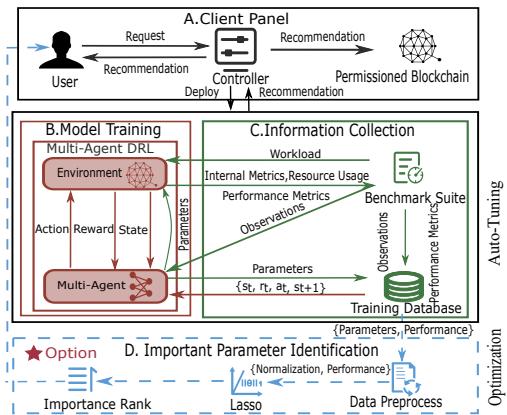 A.Client Panel
Request
Recommendation
Recommendation
User
Controller
Permissioned Blockchain
Deploy
Recommendation
B.Model Training
C.Information Collection
Multi-Agent DRL
Environment
Workload
Internal Metrics,Resource Usage
Performance Metrics
Benchmark Suite
Observations
Action
Reward
State
Parameters
Observations
Performance Metrics
Multi-Agent
Parameters
{st, rt, at, st+1}
Training Database
Auto-Tuning
{Parameters, Performance}
Option
D. Important Parameter Identification
{Normalization, Performance}
Importance Rank
Lasso
Data Preprocess
Optimization